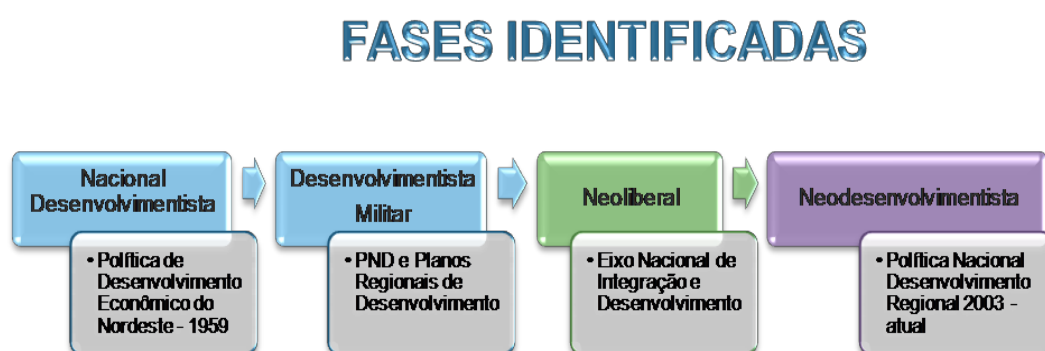 FASES IDENTIFICADAS
Nacional
Desenvolvimentista
• Política de
Desenvolvimento
Econômico do
Nordeste - 1959
Desenvolvimentista
Militar
• PND e Planos
Regionais de
Desenvolvimento
Neoliberal
• Eixo Nacional de
Integração e
Desenvolvimento
Neodesenvolvimentista
• Política Nacional
Desenvolvimento
Regional 2003 -
atual